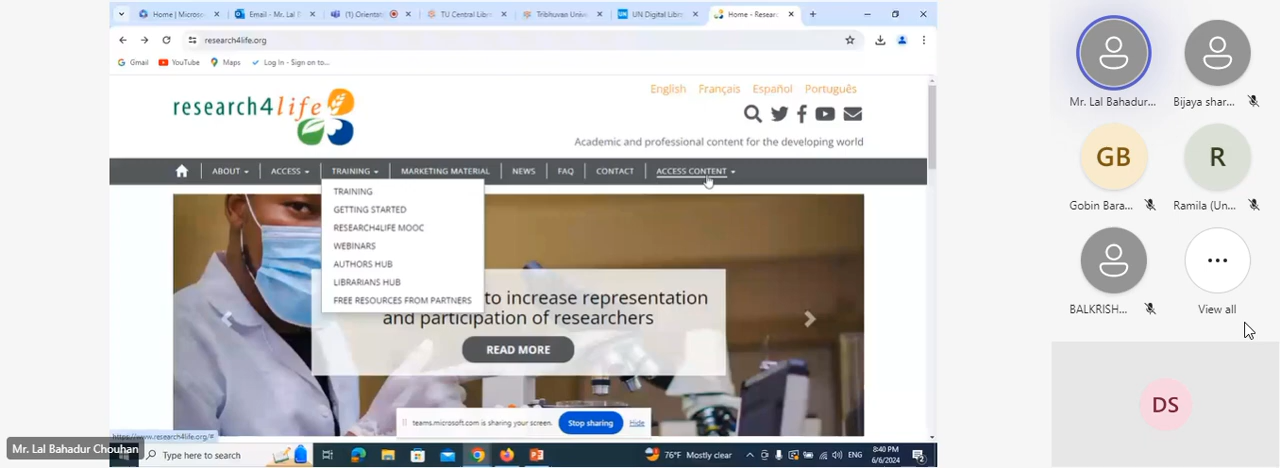 Home | Micros
Email - Mr. Lal
(1) Orientat
TU Central Libr
Tribhuvan Unive
UN Digital Libra
Home - Resear
research4life.org
Gmail
YouTube
Maps
Log In - Sign on to...
research4life
English
Français
Español
Português
Academic and professional content for the developing world
ABOUT
ACCESS
TRAINING
MARKETING MATERIAL
NEWS
FAQ
CONTACT
ACCESS CONTENT
TRAINING
GETTING STARTED
RESEARCH4LIFE MOOC
WEBINARS
AUTHORS HUB
LIBRARIANS HUB
FREE RESOURCES FROM PARTNERS
to increase representation
and participation of researchers
READ MORE
teams.microsoft.com is sharing your screen.
Stop sharing
Hide
https://www.research4life.org/#
Mr. Lal Bahadur Chouhan
Type here to search
76°F Mostly clear
ENG
8:40 PM
6/6/2024
2
Mr. Lal Bahadur...
Bijaya shar...
GB
R
Gobin Bara...
Ramila (Un...
BALKRISH...
View all
DS